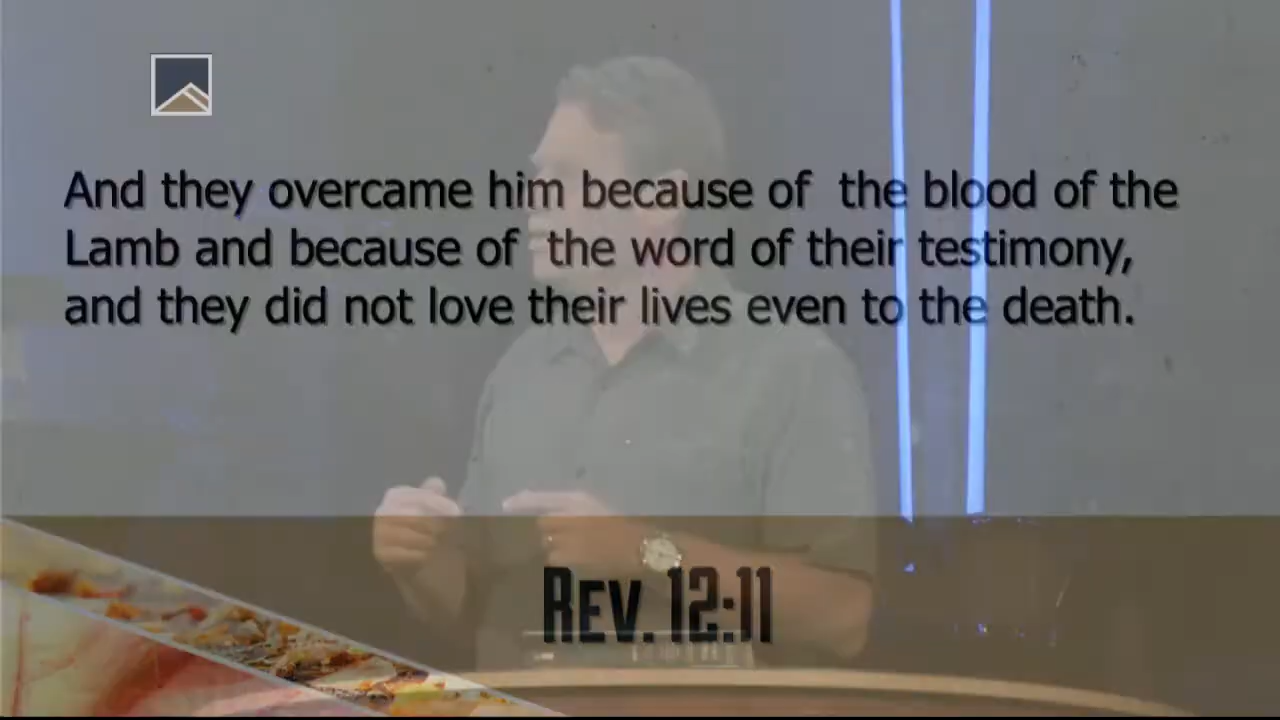 And they overcame him because of the blood of the
Lamb and because of the word of their testimony,
and they did not love their lives even to the death.
Rev. 12:11